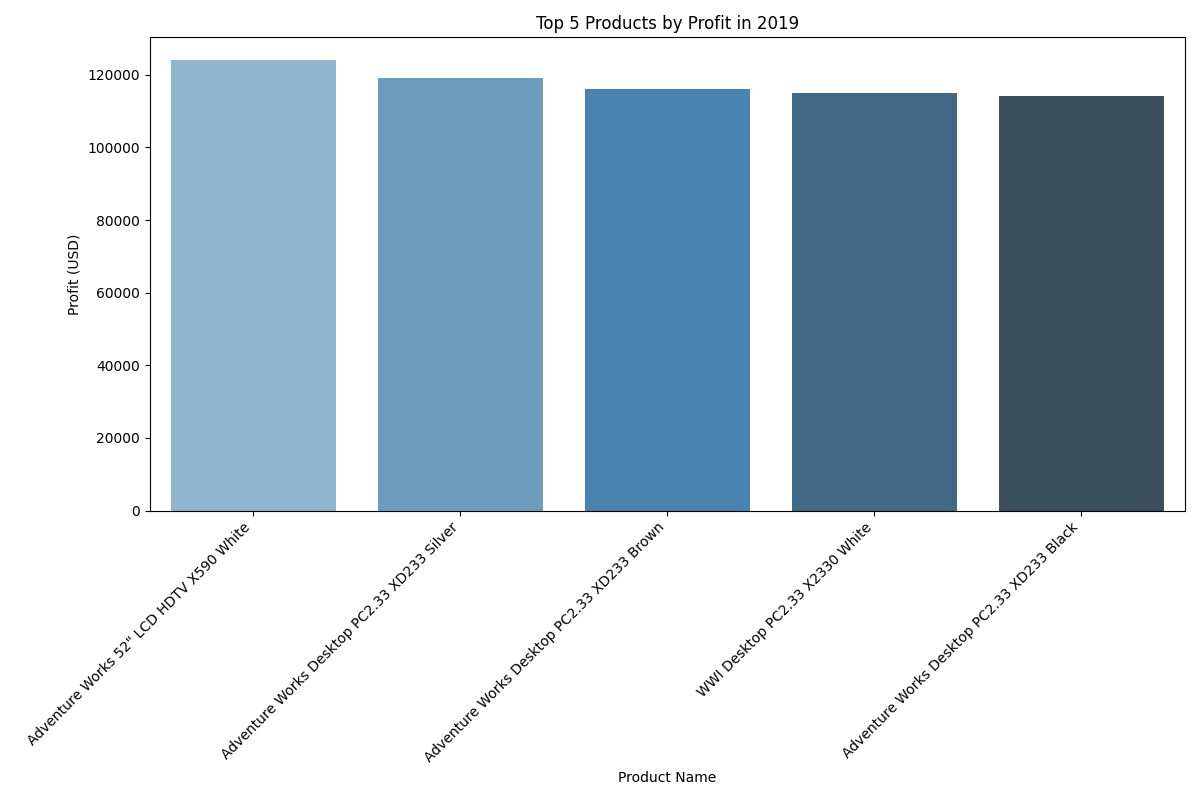 Top 5 Products by Profit in 2019
120000
100000
80000
60000
40000
20000
0
Profit (USD)
Adventure Works 52" LCD HDTV X590 White
Adventure Works Desktop PC2.33 XD233 Silver
Adventure Works Desktop PC2.33 XD233 Brown
WWI Desktop PC2.33 X2330 White
Adventure Works Desktop PC2.33 XD233 Black
Product Name